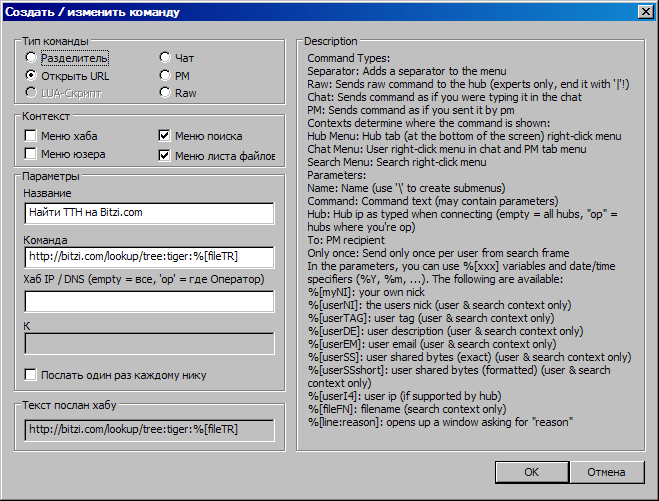 Создать / изменить команду
Тип команды
Разделитель
Чат
Открыть URL
PM
LUA-Скрипт
Raw
Контекст
Меню хаба
Меню поиска
Меню юзера
Меню листа файлов
Параметры
Название
Найти TTH на Bitzi.com
Команда
http://bitzi.com/lookup/tree:tiger:%[fileTR]
Хаб IP / DNS (empty = все, 'op' = где Оператор)
К
Послать один раз каждому нику
Текст послан хабу
http://bitzi.com/lookup/tree:tiger:%[fileTR]
Description
Command Types:
Separator: Adds a separator to the menu
Raw: Sends raw command to the hub (experts only, end it with '|'!)
Chat: Sends command as if you were typing it in the chat
PM: Sends command as if you sent it by pm
Contexts determine where the command is shown:
Hub Menu: Hub tab (at the bottom of the screen) right-click menu
Chat Menu: User right-click menu in chat and PM tab menu
Search Menu: Search right-click menu
Parameters:
Name: Name (use '\' to create submenus)
Command: Command text (may contain parameters)
Hub: Hub ip as typed when connecting (empty = all hubs, "op" =
hubs where you're op)
To: PM recipient
Only once: Send only once per user from search frame
In the parameters, you can use %[xxx] variables and date/time
specifiers (%Y, %m, ...). The following are available:
%[myNI]: your own nick
%[userNI]: the users nick (user & search context only)
%[userTAG]: user tag (user & search context only)
%[userDE]: user description (user & search context only)
%[userEM]: user email (user & search context only)
%[userSS]: user shared bytes (exact) (user & search context only)
%[userSSshort]: user shared bytes (formatted) (user & search
context only)
%[userI4]: user ip (if supported by hub)
%[fileFN]: filename (search context only)
%[line:reason]: opens up a window asking for "reason"
OK
Отмена